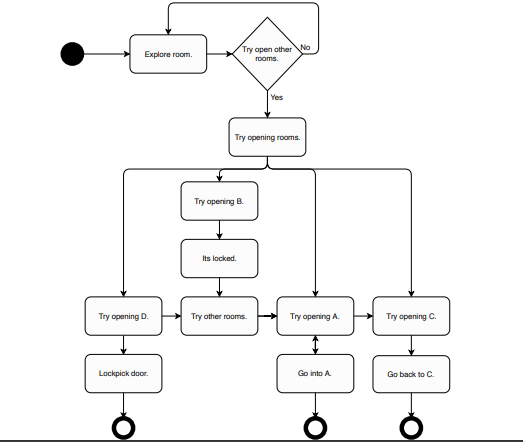 Explore room.
Try open other
rooms.
No
Yes
Try opening rooms.
Try opening B.
Its locked.
Try opening D.
Try other rooms.
Try opening A.
Try opening C.
Lockpick door.
Go into A.
Go back to C.